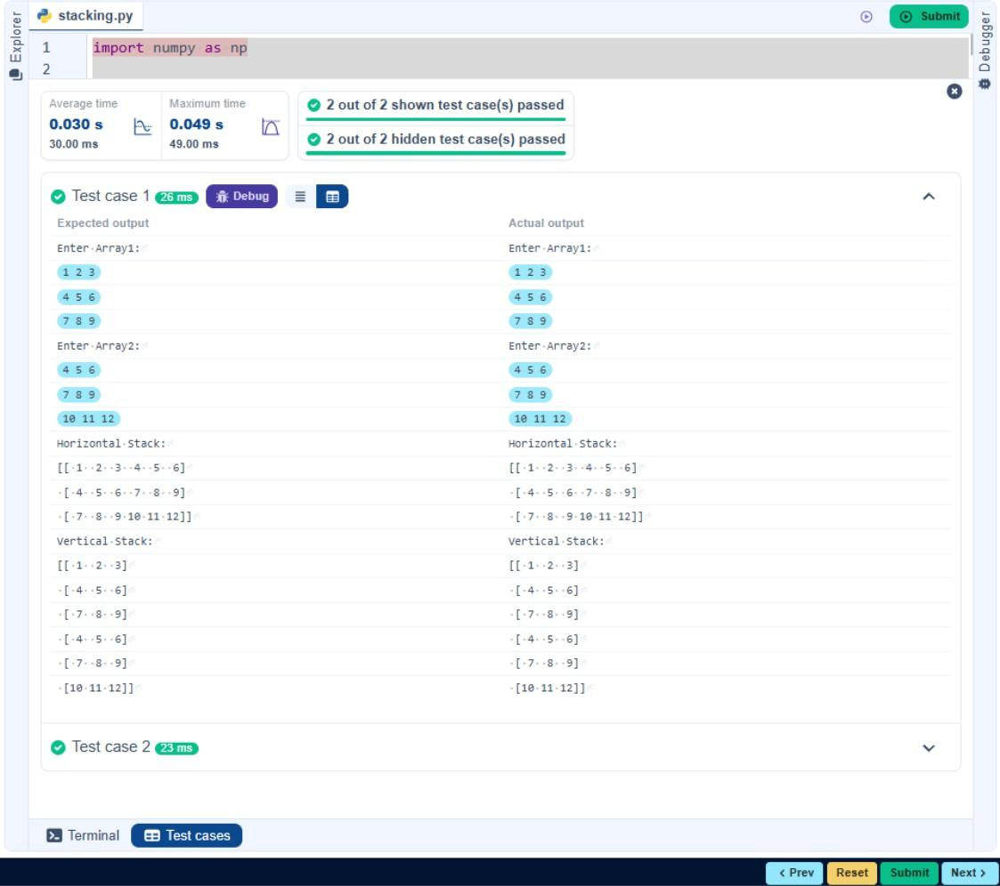 Explorer
stacking.py
Submit
Debugger
1 import numpy as np
2
Average time
0.030 s
30.00 ms
Maximum time
0.049 s
49.00 ms
2 out of 2 shown test case(s) passed
2 out of 2 hidden test case(s) passed
Test case 1 26 ms Debug
Expected output Actual output
Enter·Array1: Enter·Array1:
1 2 3 1 2 3
4 5 6 4 5 6
7 8 9 7 8 9
Enter·Array2: Enter·Array2:
4 5 6 4 5 6
7 8 9 7 8 9
10 11 12 10 11 12
Horizontal·Stack: Horizontal·Stack:
[[·1··2··3··4··5··6] [[·1··2··3··4··5··6]
·[·4··5··6··7··8··9] ·[·4··5··6··7··8··9]
·[·7··8··9·10·11·12]] ·[·7··8··9·10·11·12]]
Vertical·Stack: Vertical·Stack:
[[·1··2··3] [[·1··2··3]
·[·4··5··6] ·[·4··5··6]
·[·7··8··9] ·[·7··8··9]
·[·4··5··6] ·[·4··5··6]
·[·7··8··9] ·[·7··8··9]
·[10·11·12]] ·[10·11·12]]
Test case 2 23 ms
Terminal Test cases
< Prev Reset Submit Next >